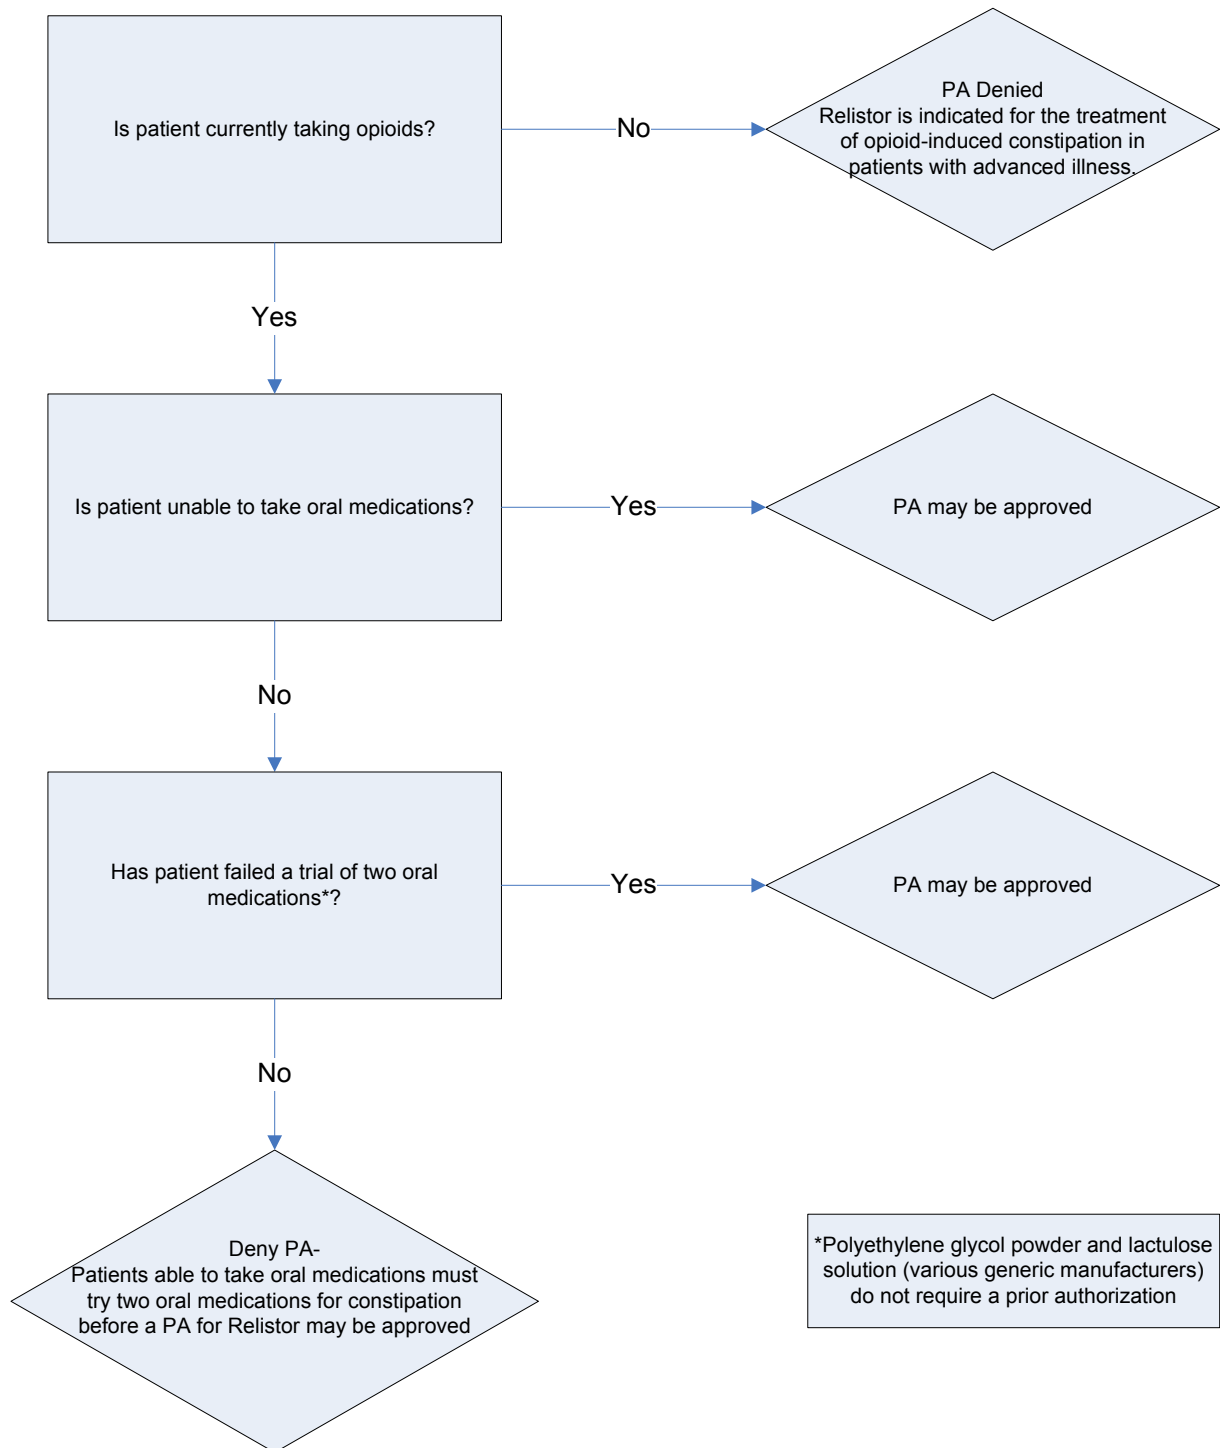 Is patient currently taking opioids?
No
PA Denied
Relistor is indicated for the treatment
of opioid-induced constipation in
patients with advanced illness.
Yes
Is patient unable to take oral medications?
Yes
PA may be approved
No
Has patient failed a trial of two oral
medications*?
Yes
PA may be approved
No
Deny PA-
Patients able to take oral medications must
try two oral medications for constipation
before a PA for Relistor may be approved
*Polyethylene glycol powder and lactulose
solution (various generic manufacturers)
do not require a prior authorization